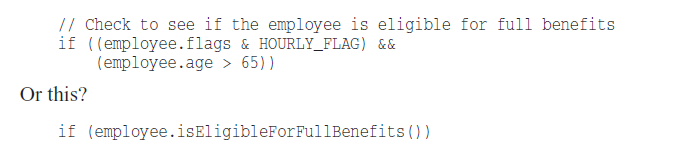 // Check to see if the employee is eligible for full benefits
if ((employee.flags & HOURLY_FLAG) &&
(employee.age > 65))
Or this?
if (employee.isEligibleForFullBenefits())